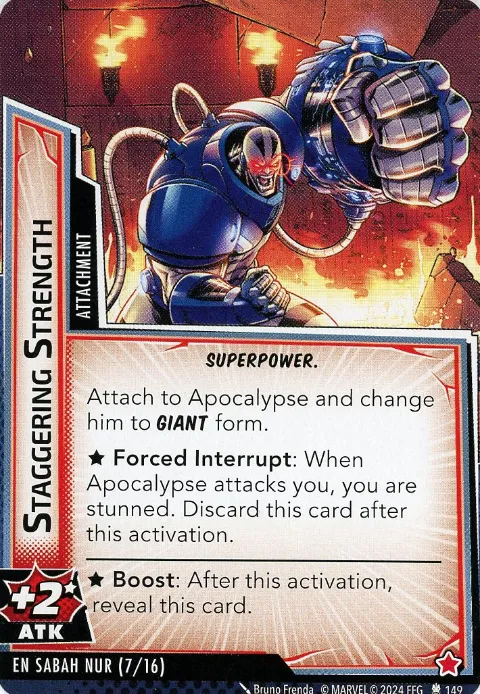 STAGGERING STRENGTH
ATTACHMENT
SUPERPOWER.
Attach to Apocalypse and change
him to GIANT form.
★ Forced Interrupt: When
Apocalypse attacks you, you are
stunned. Discard this card after
this activation.
★ Boost: After this activation,
reveal this card.
+2★
ATK
EN SABAH NUR (7/16)
Bruno Frenda © MARVEL © 2024 FFG 149